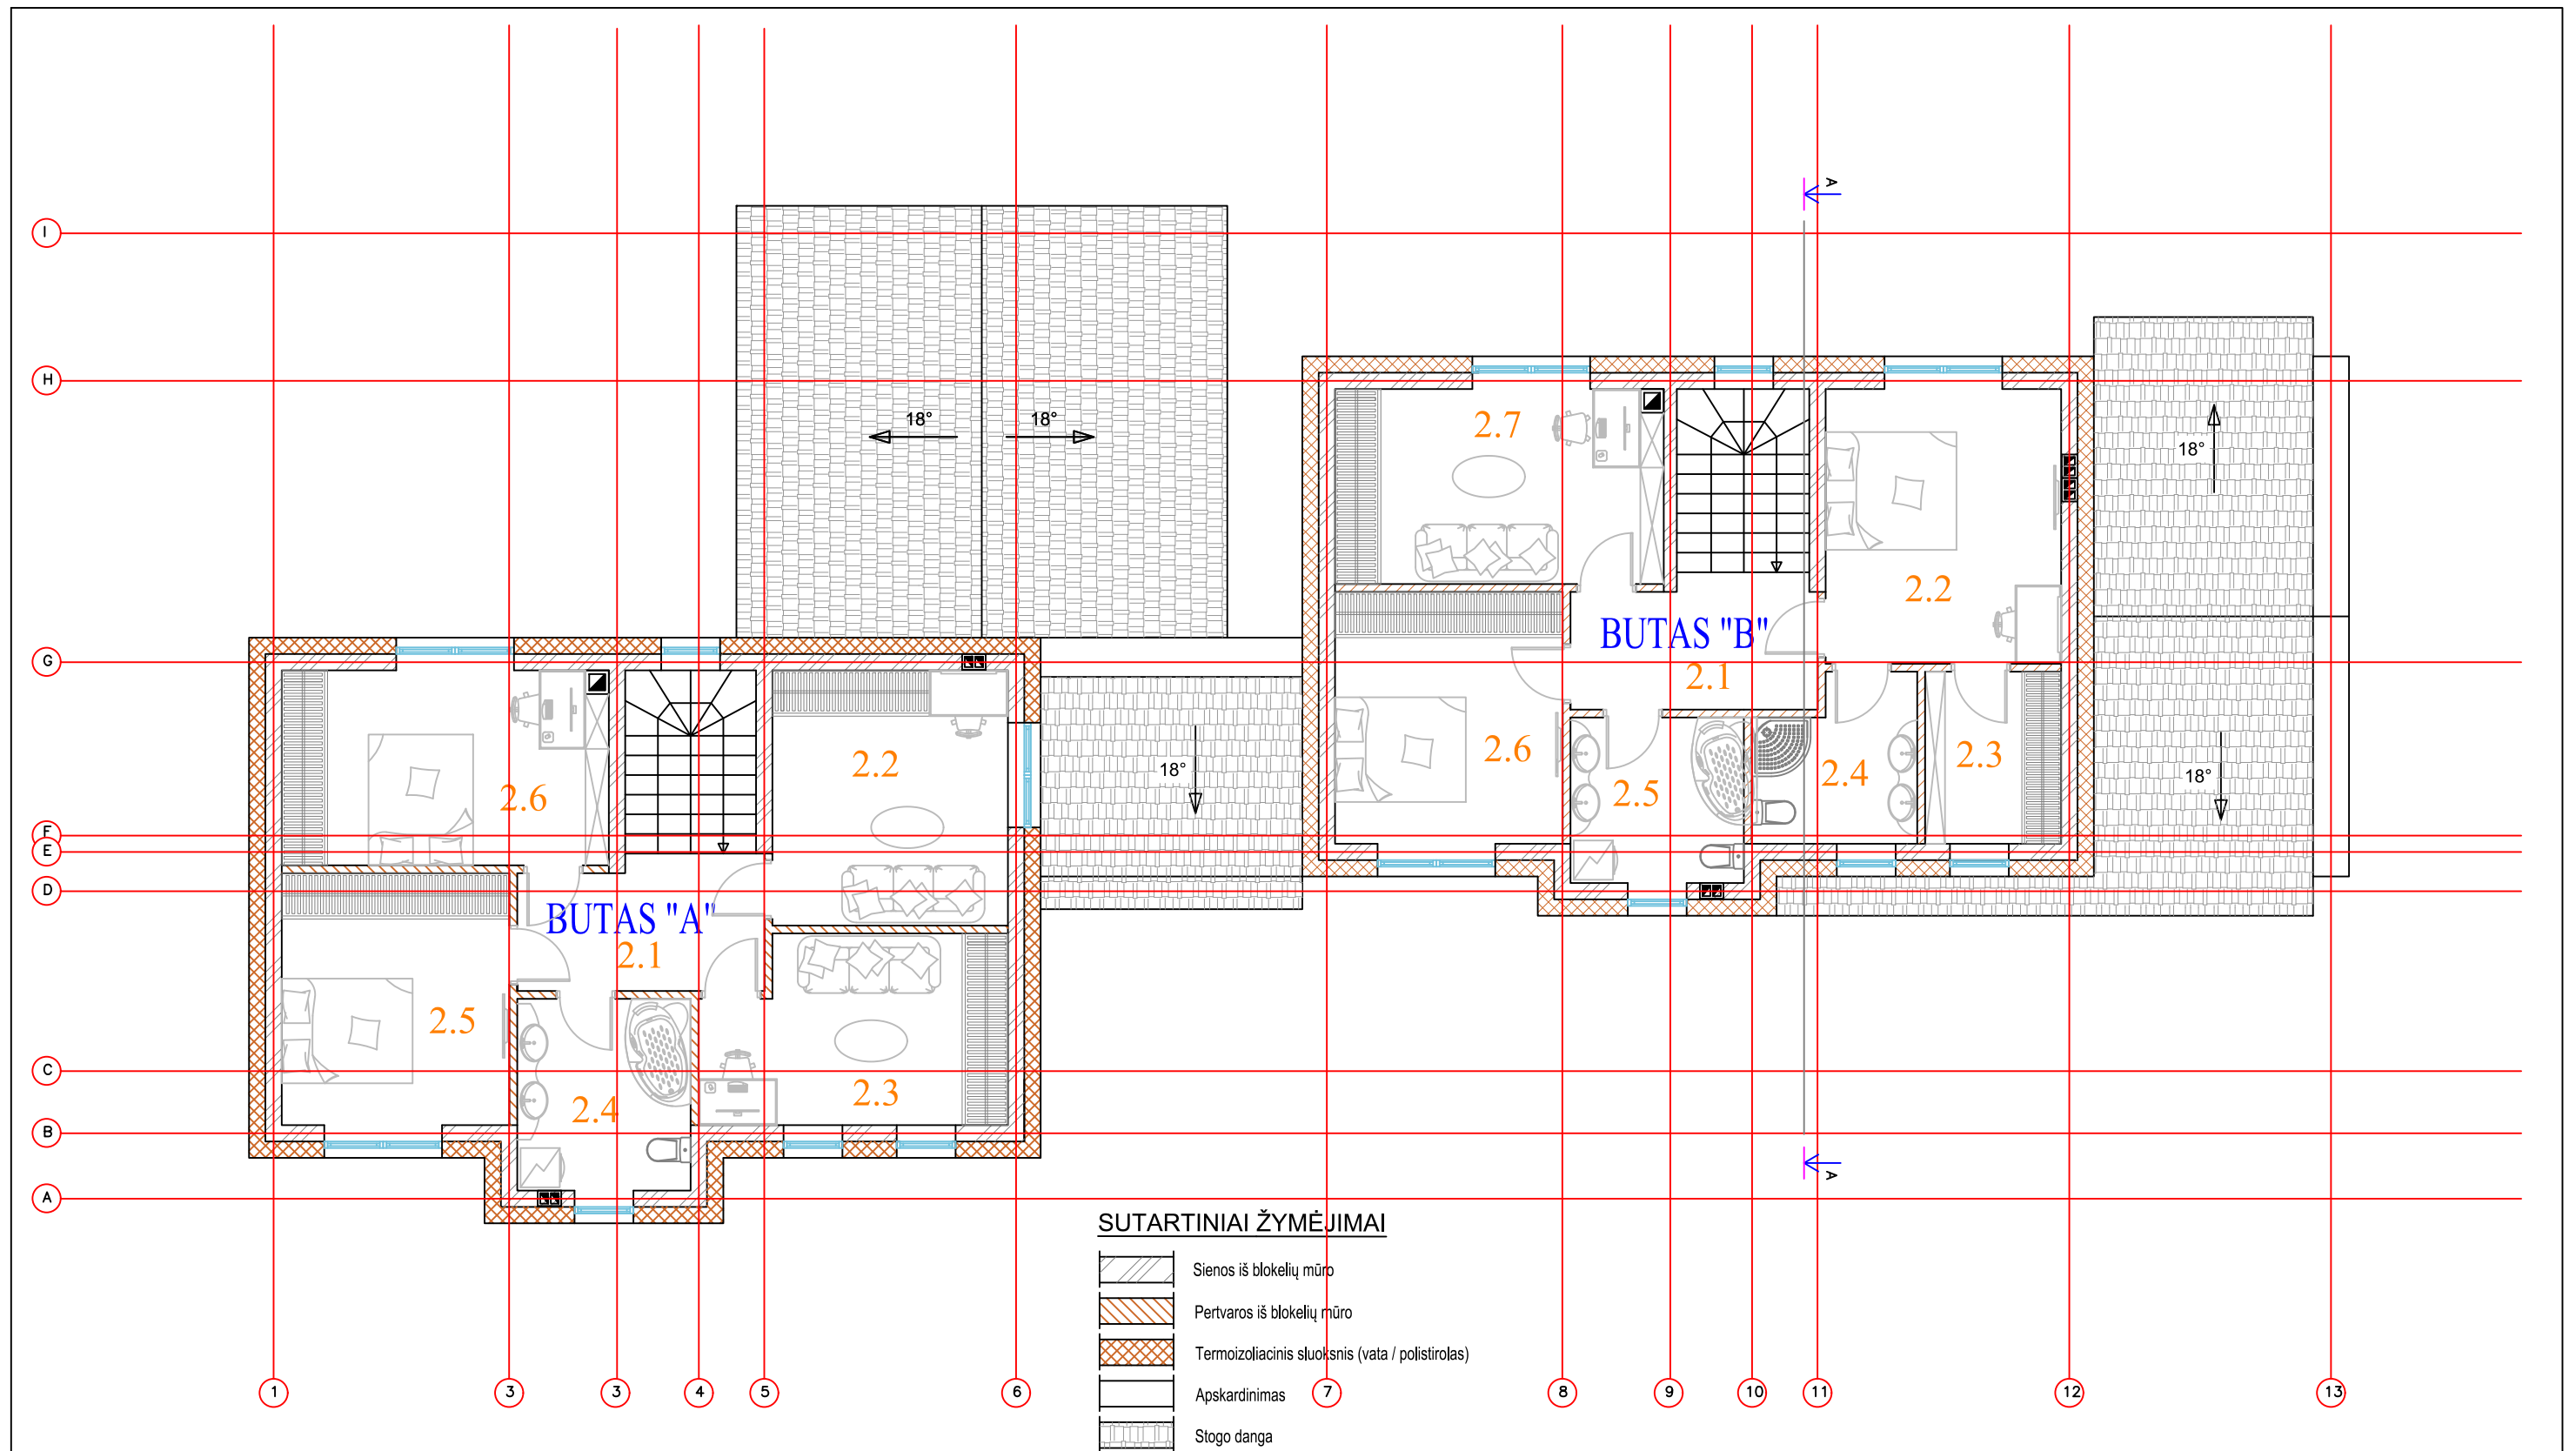 A
I
H
18°
18°
2.7
18°
2.2
BUTAS "B"
G
2.1
2.2
2.6
2.5
2.4
2.3
18°
18°
2.6
F
E
D
BUTAS "A"
2.1
2.5
C
2.4
2.3
B
A
A
SUTARTINIAI ŽYMĖJIMAI
Sienos iš blokelių mūro
Pertvaros iš blokelių mūro
Termoizoliacinis sluoksnis (vata / polistirolas)
Apskardinimas
Stogo danga
1
3
3
4
5
6
7
8
9
10
11
12
13